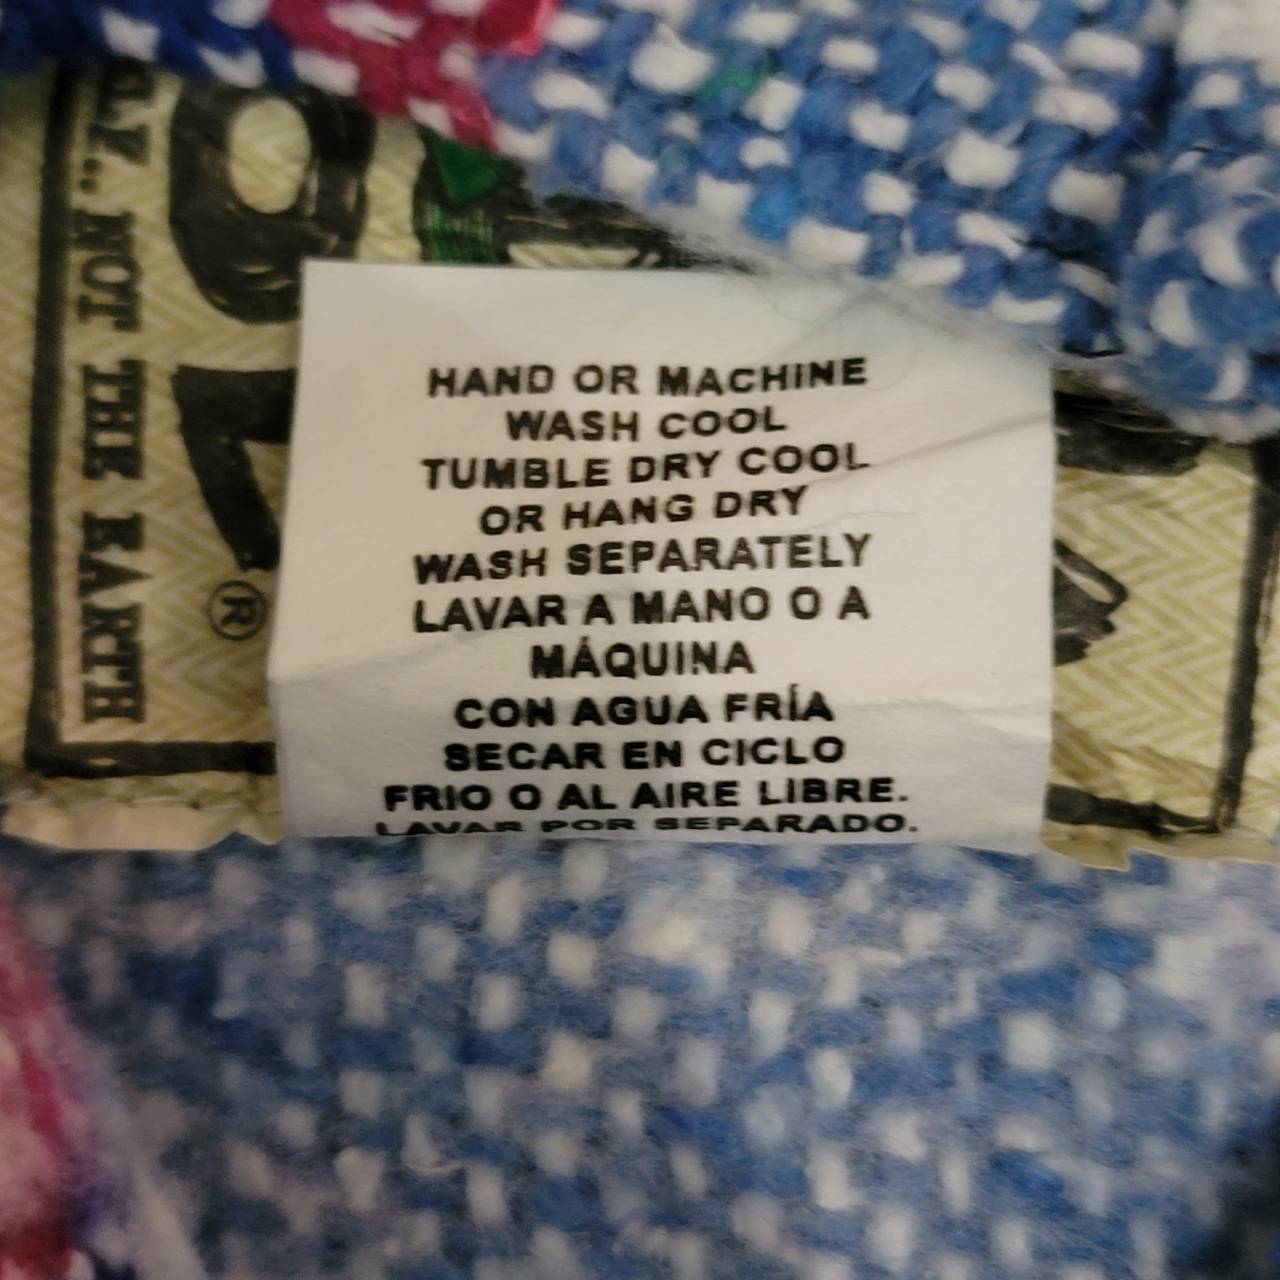 HAND OR MACHINE
WASH COOL
TUMBLE DRY COOL
OR HANG DRY
WASH SEPARATELY
LAVAR A MANO O A
MÁQUINA
CON AGUA FRÍA
SECAR EN CICLO
FRIO O AL AIRE LIBRE.
LAVAR POR SEPARADO.
NOT THE EARTH
®